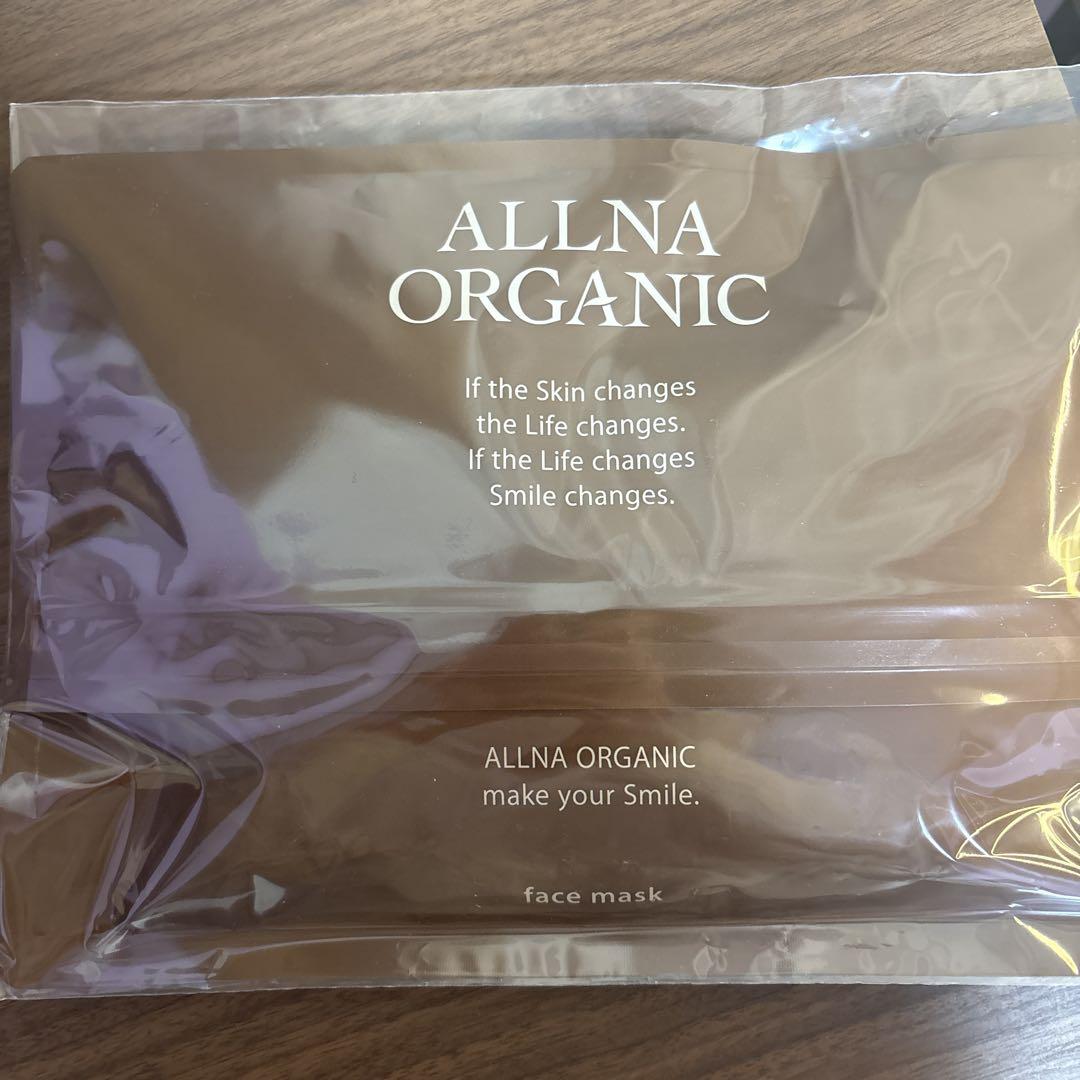 ALLNA
ORGANIC
If the Skin changes
the Life changes.
If the Life changes
Smile changes.
ALLNA ORGANIC
make your Smile.
face mask